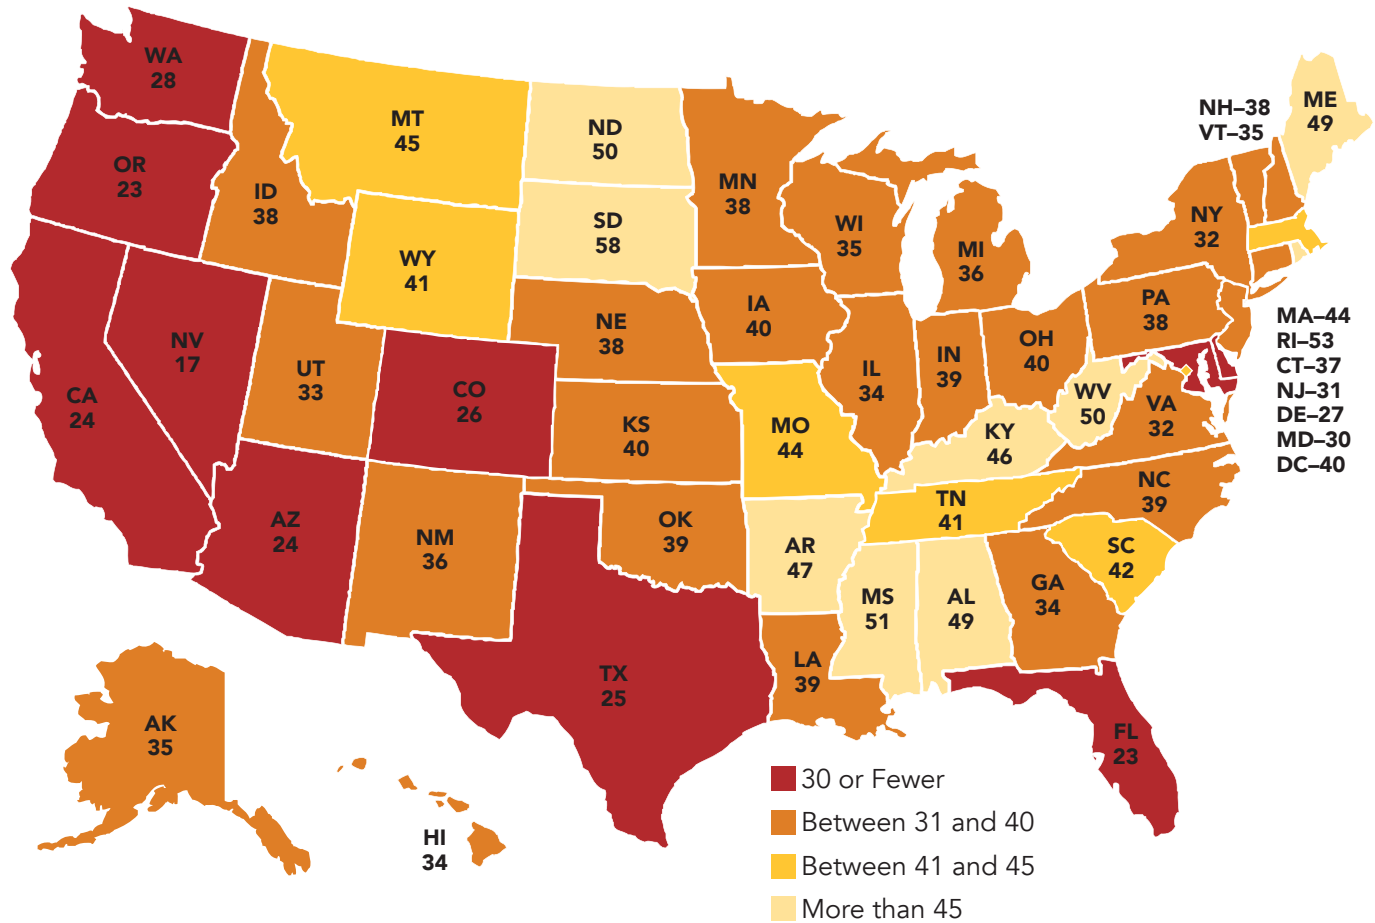 WA
28
OR
23
CA
24
NV
17
ID
38
MT
45
WY
41
UT
33
AZ
24
CO
26
NM
36
ND
50
SD
58
NE
38
KS
40
OK
39
TX
25
MN
38
IA
40
MO
44
AR
47
LA
39
WI
35
IL
34
MI
36
IN
39
OH
40
KY
46
TN
41
MS
51
AL
49
GA
34
FL
23
SC
42
NC
39
VA
32
WV
50
PA
38
NY
32
NH–38
VT–35
ME
49
MA–44
RI–53
CT–37
NJ–31
DE–27
MD–30
DC–40
AK
35
HI
34
30 or Fewer
Between 31 and 40
Between 41 and 45
More than 45